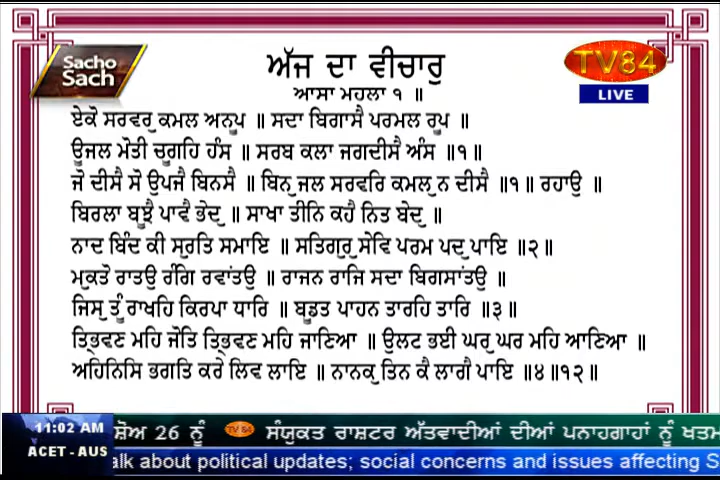 Sacho
Sach
ਅੱਜ ਦਾ ਵੀਚਾਰੁ
TV84
LIVE
ਆਸਾ ਮਹਲਾ ੧ ॥
ਏਕੋ ਸਰਵਰੁ ਕਮਲ ਅਨੂਪ ॥ ਸਦਾ ਬਿਗਾਸੈ ਪਰਮਲ ਰੂਪ ॥
ਊਜਲ ਮੋਤੀ ਚੂਗਹਿ ਹੰਸ ॥ ਸਰਬ ਕਲਾ ਜਗਦੀਸੈ ਅੰਸ ॥੧॥
ਜੋ ਦੀਸੈ ਸੋ ਉਪਜੈ ਬਿਨਸੈ ॥ ਬਿਨੁ ਜਲ ਸਰਵਰਿ ਕਮਲੁ ਨ ਦੀਸੈ ॥੧॥ ਰਹਾਉ ॥
ਬਿਰਲਾ ਬੂਝੈ ਪਾਵੈ ਭੇਦੁ ॥ ਸਾਖਾ ਤੀਨਿ ਕਹੈ ਨਿਤ ਬੇਦੁ ॥
ਨਾਦ ਬਿੰਦ ਕੀ ਸੁਰਤਿ ਸਮਾਇ ॥ ਸਤਿਗੁਰੁ ਸੇਵਿ ਪਰਮ ਪਦੁ ਪਾਇ ॥੨॥
ਮੁਕਤੋ ਰਾਤਉ ਰੰਗਿ ਰਵਾਂਤਉ ॥ ਰਾਜਨ ਰਾਜਿ ਸਦਾ ਬਿਗਸਾਂਤਉ ॥
ਜਿਸੁ ਤੂੰ ਰਾਖਹਿ ਕਿਰਪਾ ਧਾਰਿ ॥ ਬੂਡਤ ਪਾਹਨ ਤਾਰਹਿ ਤਾਰਿ ॥੩॥
ਤ੍ਰਿਭਵਣ ਮਹਿ ਜੋਤਿ ਤ੍ਰਿਭਵਣ ਮਹਿ ਜਾਣਿਆ ॥ ਉਲਟ ਭਈ ਘਰੁ ਘਰ ਮਹਿ ਆਣਿਆ ॥
ਅਹਿਨਿਸਿ ਭਗਤਿ ਕਰੇ ਲਿਵ ਲਾਇ ॥ ਨਾਨਕੁ ਤਿਨ ਕੈ ਲਾਗੈ ਪਾਇ ॥੪॥੧੨॥
11:02 AM
ACET - AUS
ਸ਼ੋਅ 26 ਨੂੰ TV84 ਸੰਯੁਕਤ ਰਾਸ਼ਟਰ ਅੱਤਵਾਦੀਆਂ ਦੀਆਂ ਪਨਾਹਗਾਹਾਂ ਨੂੰ ਖਤਮ
alk about political updates; social concerns and issues affecting S